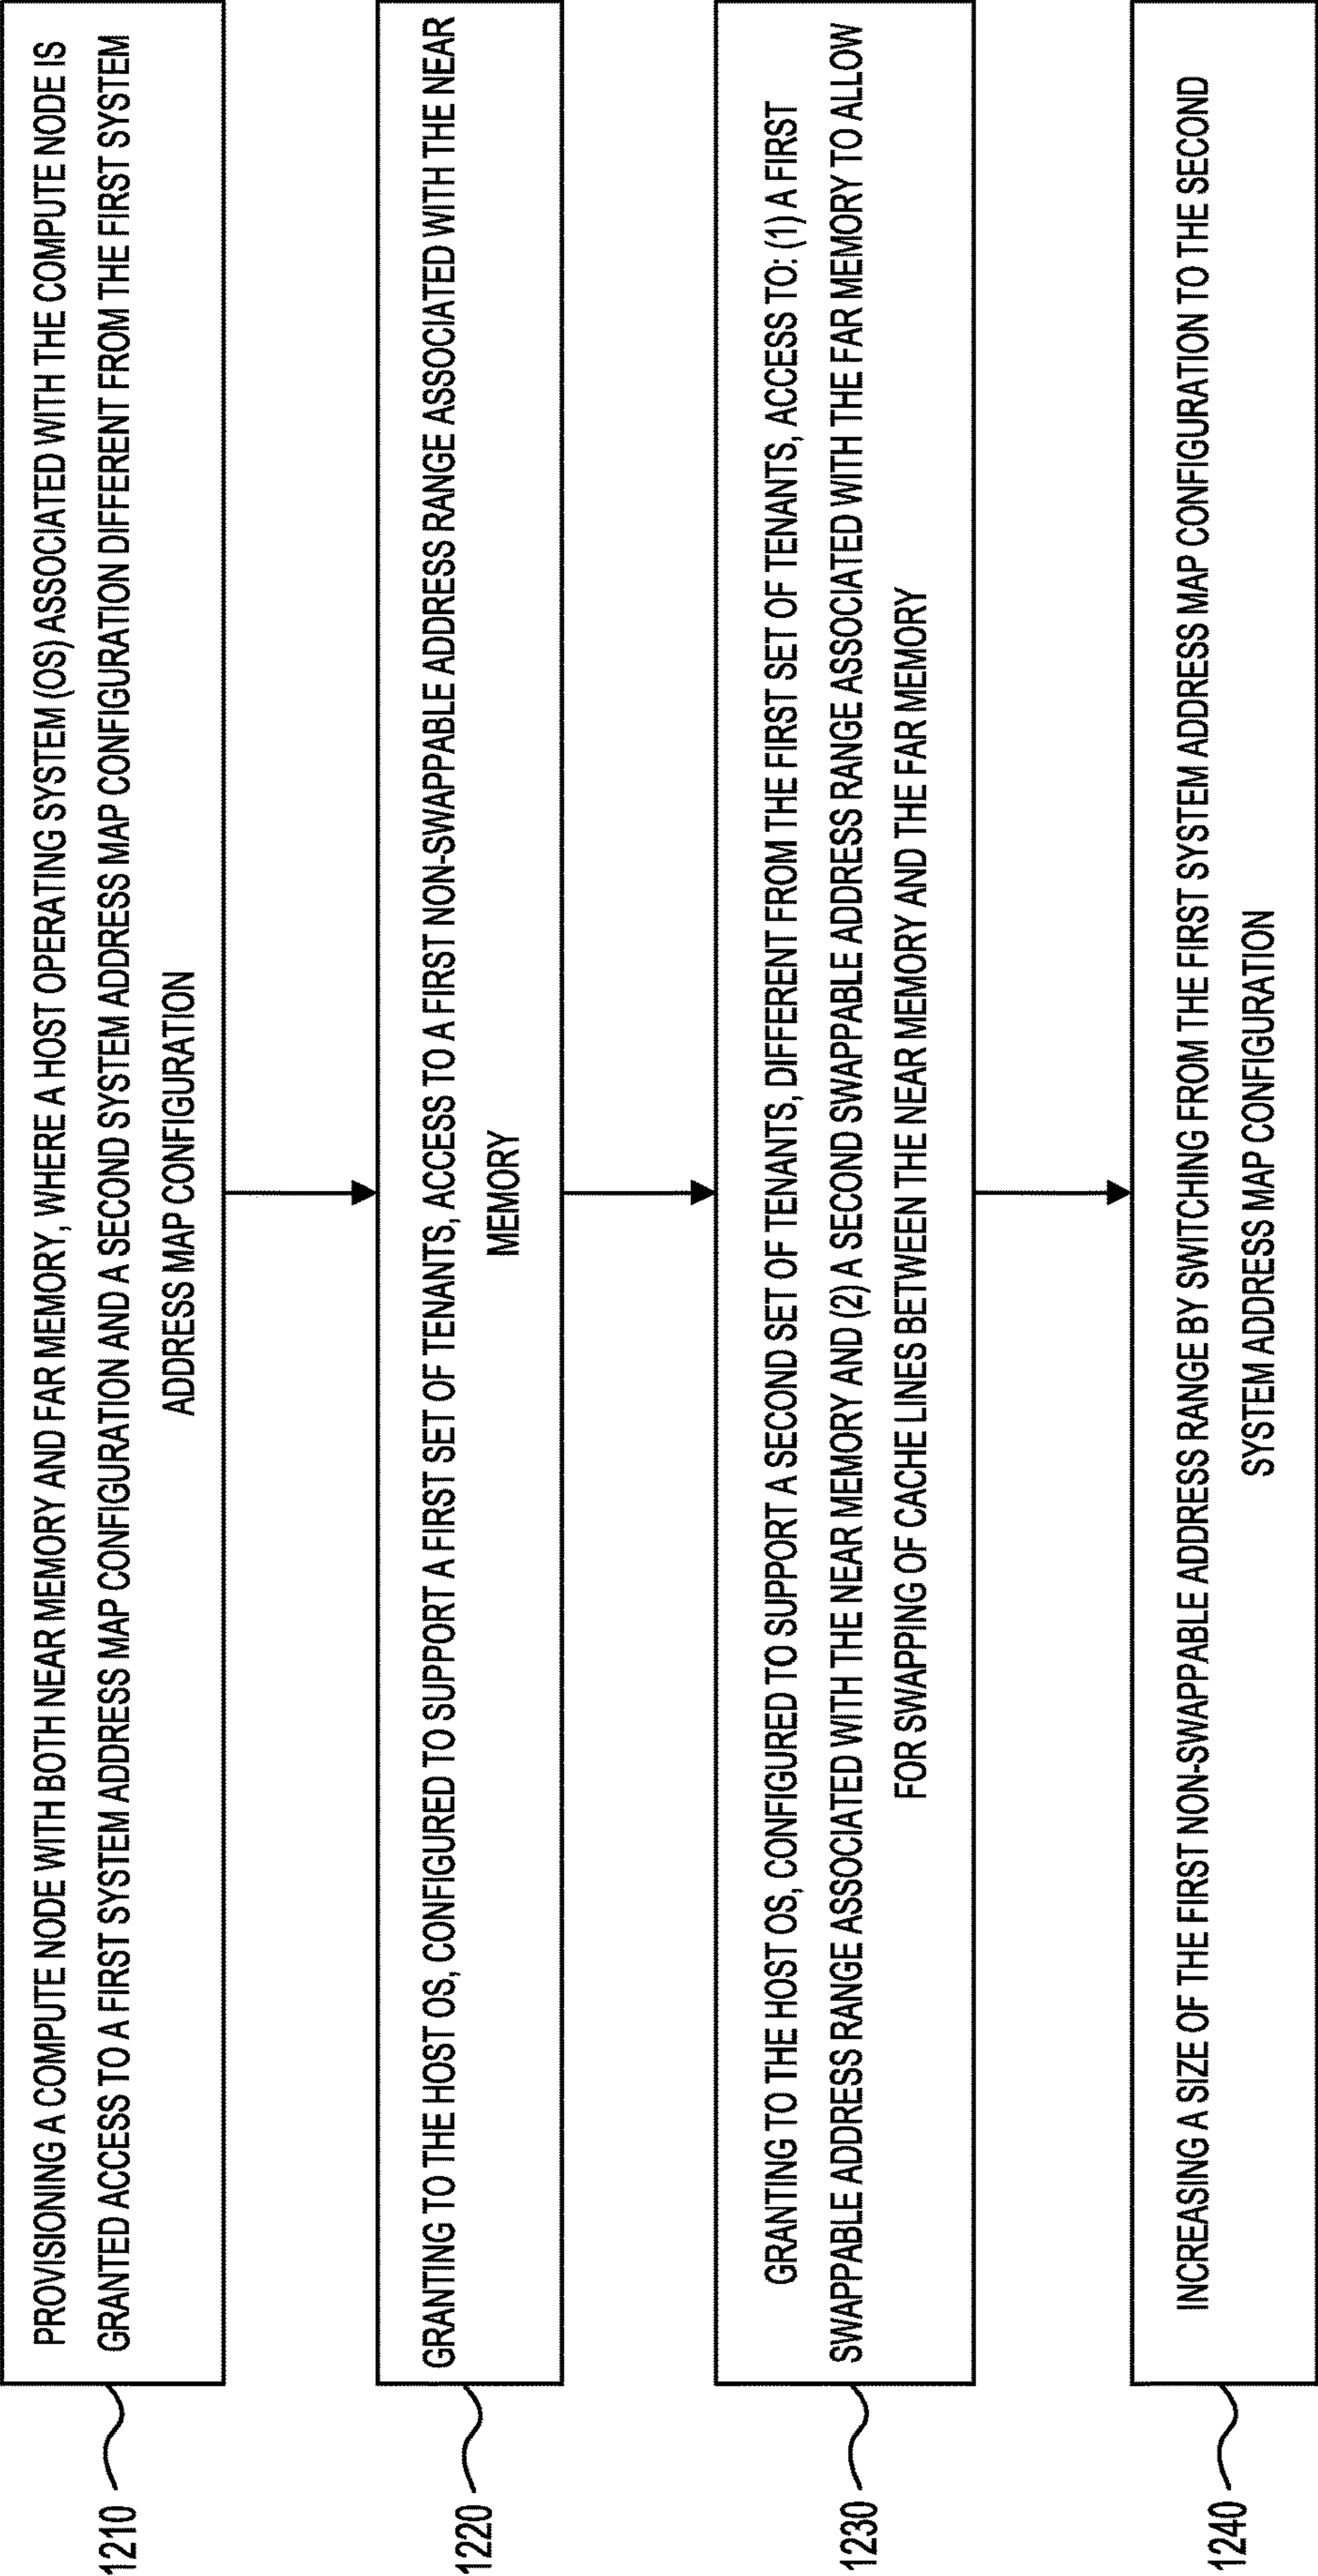 1210
PROVISIONING A COMPUTE NODE WITH BOTH NEAR MEMORY AND FAR MEMORY, WHERE A HOST OPERATING SYSTEM (OS) ASSOCIATED WITH THE COMPUTE NODE IS
GRANTED ACCESS TO A FIRST SYSTEM ADDRESS MAP CONFIGURATION AND A SECOND SYSTEM ADDRESS MAP CONFIGURATION DIFFERENT FROM THE FIRST SYSTEM
ADDRESS MAP CONFIGURATION
1220
GRANTING TO THE HOST OS, CONFIGURED TO SUPPORT A FIRST SET OF TENANTS, ACCESS TO A FIRST NON-SWAPPABLE ADDRESS RANGE ASSOCIATED WITH THE NEAR
MEMORY
1230
GRANTING TO THE HOST OS, CONFIGURED TO SUPPORT A SECOND SET OF TENANTS, DIFFERENT FROM THE FIRST SET OF TENANTS, ACCESS TO: (1) A FIRST
SWAPPABLE ADDRESS RANGE ASSOCIATED WITH THE NEAR MEMORY AND (2) A SECOND SWAPPABLE ADDRESS RANGE ASSOCIATED WITH THE FAR MEMORY TO ALLOW
FOR SWAPPING OF CACHE LINES BETWEEN THE NEAR MEMORY AND THE FAR MEMORY
1240
INCREASING A SIZE OF THE FIRST NON-SWAPPABLE ADDRESS RANGE BY SWITCHING FROM THE FIRST SYSTEM ADDRESS MAP CONFIGURATION TO THE SECOND
SYSTEM ADDRESS MAP CONFIGURATION